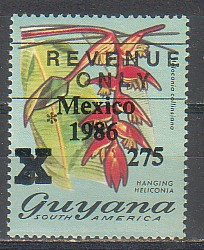 REVENUE
ONLY
Mexico
*
1986
275
X
HANGING
HELICONIA
Guyana
SOUTH AMERICA